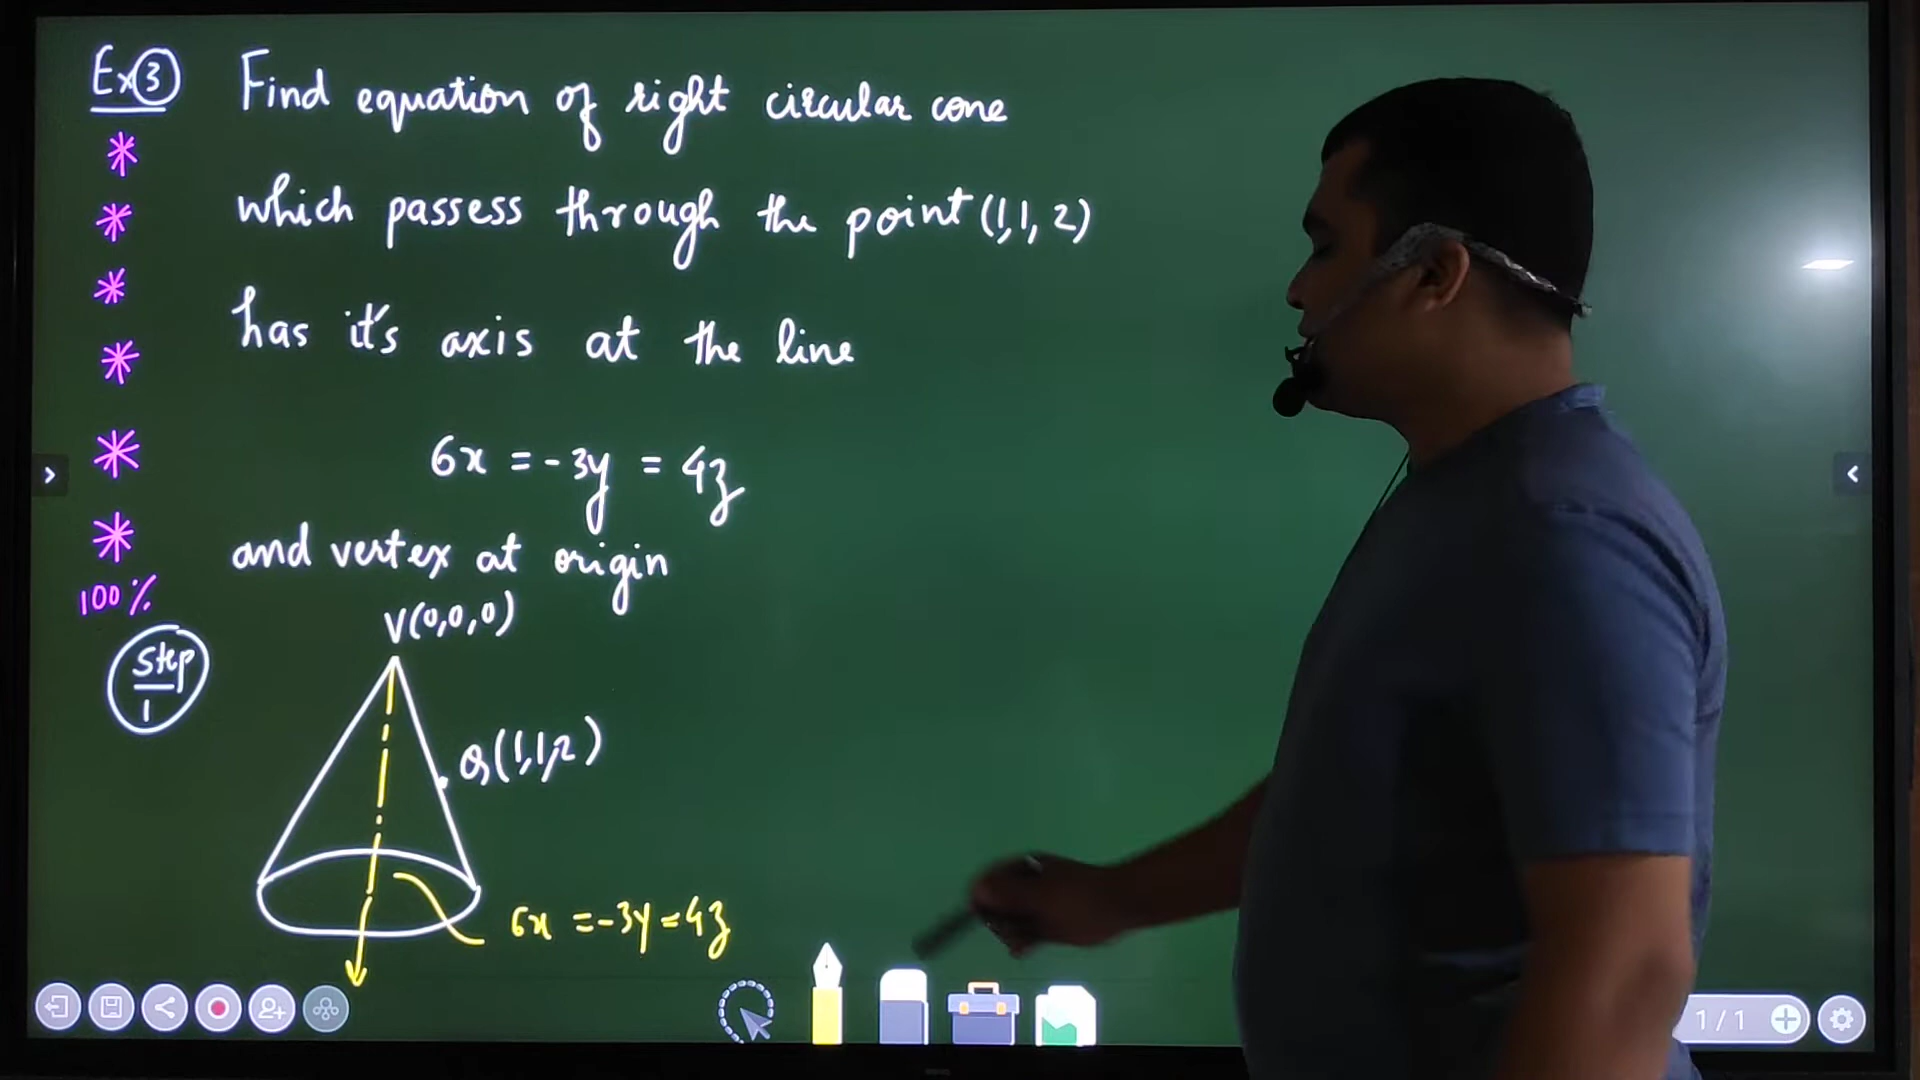 Ex 3 Find equation of right circular cone
which passess through the point (1, 1, 2)
has it's axis at the line
6x = -3y = 4z
and vertex at origin
100%
V(0,0,0)
Step
1
Q(1,1,2)
6x = -3y = 4z
1 / 1